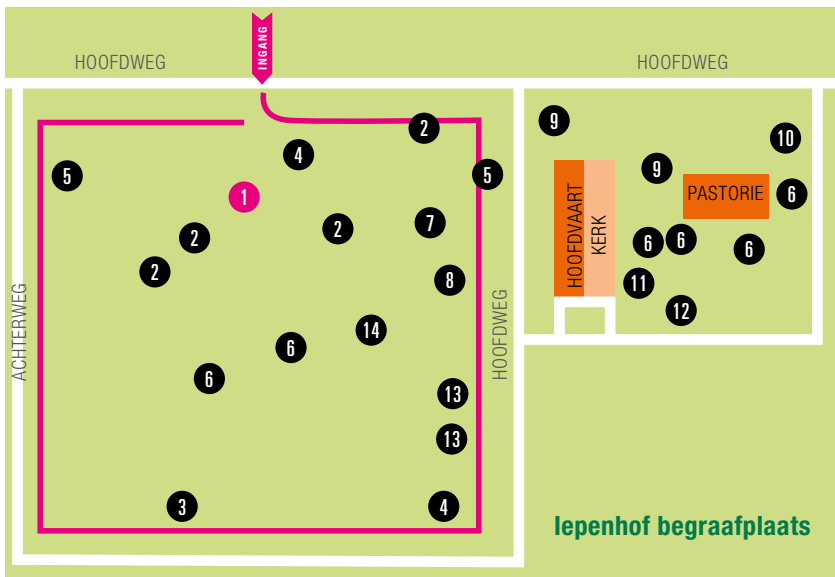 INGANG
HOOFDWEG
HOOFDWEG
2
9
10
4
5
5
9
1
PASTORIE
6
7
2
2
6
6
6
HOOFDVAART
KERK
2
8
11
12
ACHTERWEG
HOOFDWEG
14
6
6
13
13
3
4
Iepenhof begraafplaats